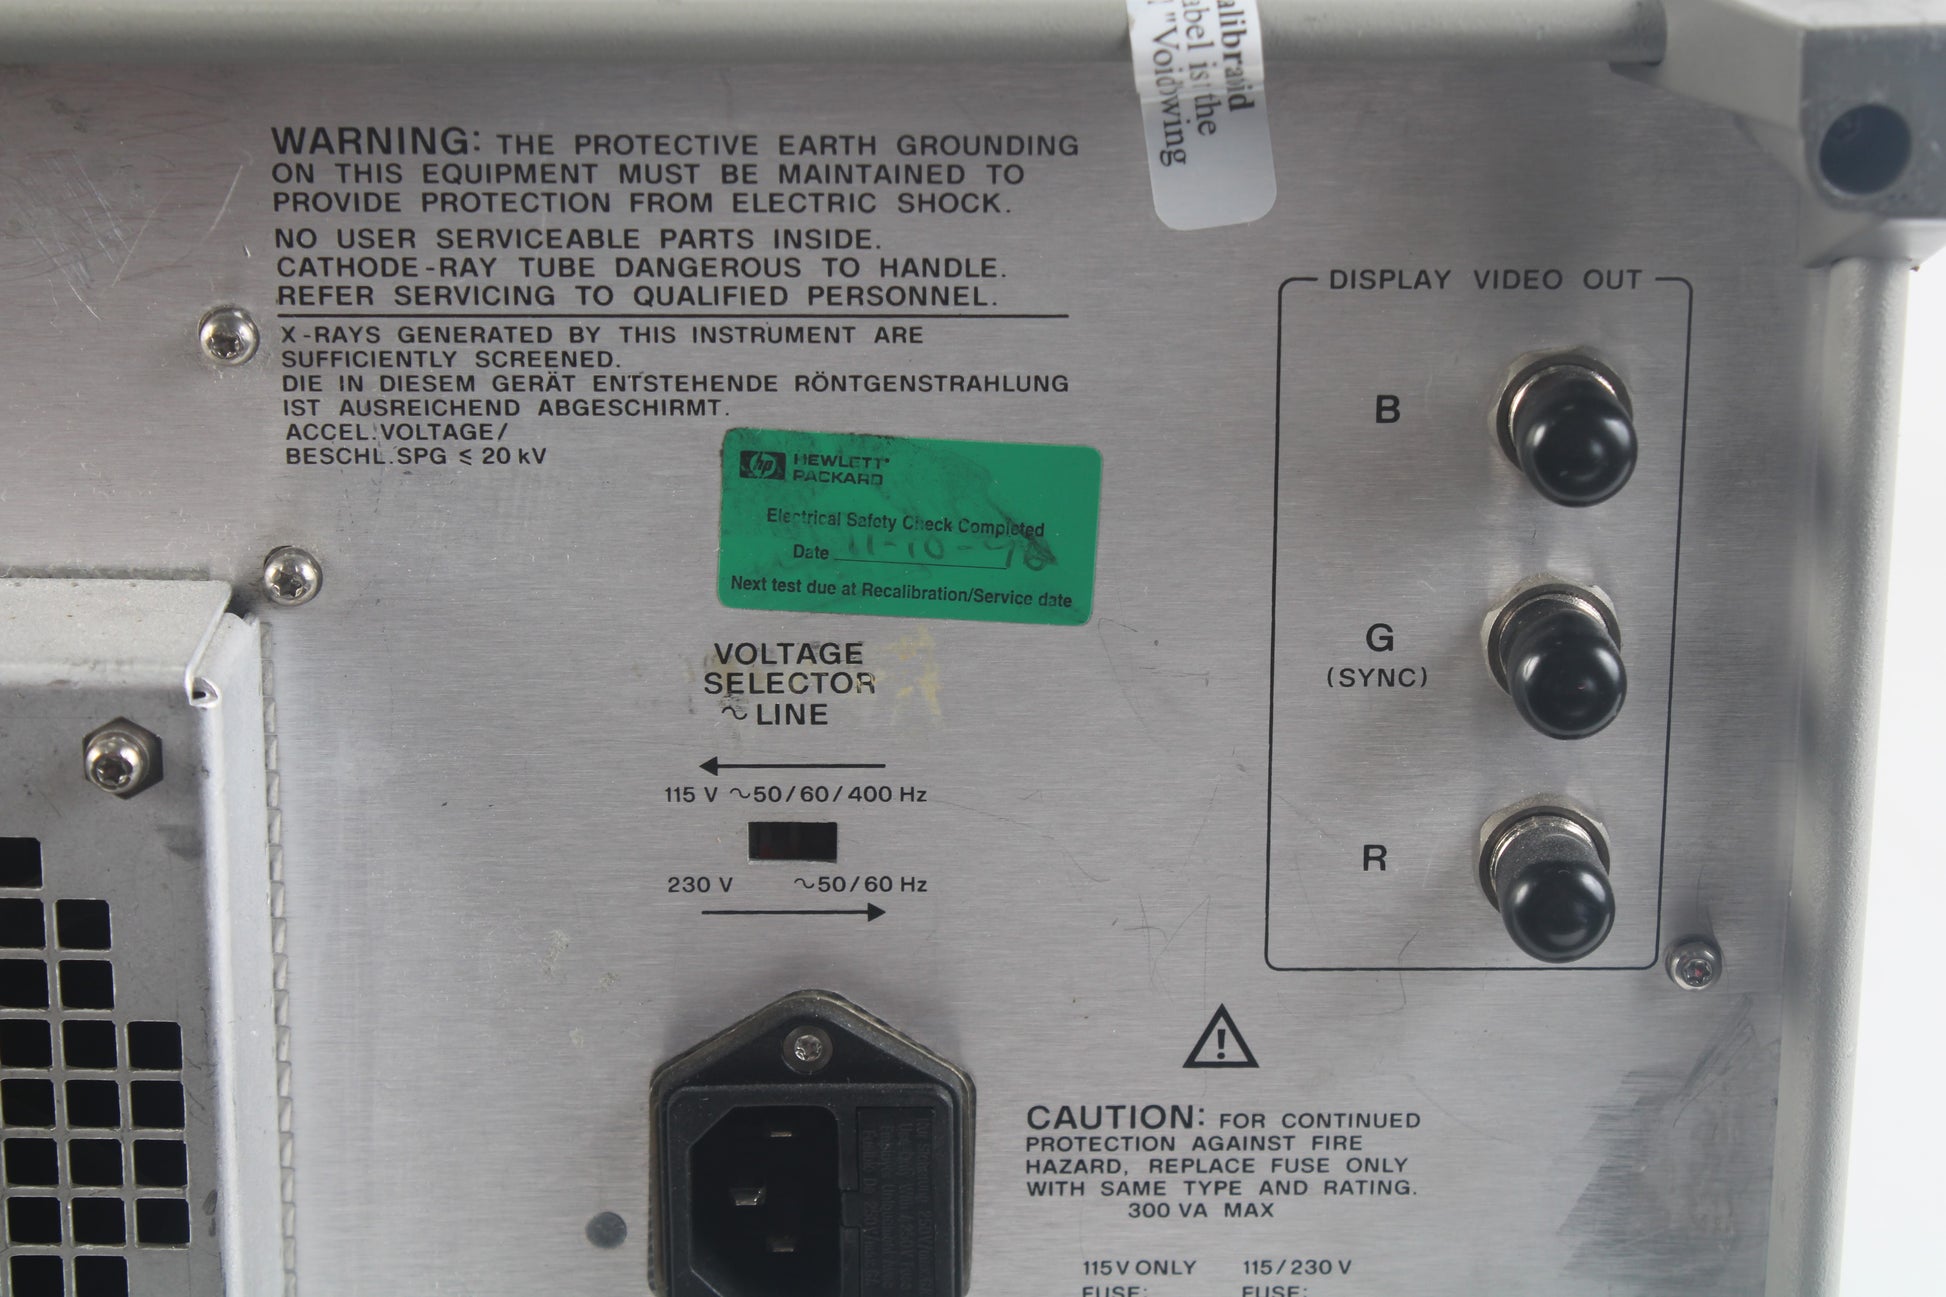 WARNING: THE PROTECTIVE EARTH GROUNDING
ON THIS EQUIPMENT MUST BE MAINTAINED TO
PROVIDE PROTECTION FROM ELECTRIC SHOCK.
NO USER SERVICEABLE PARTS INSIDE.
CATHODE-RAY TUBE DANGEROUS TO HANDLE.
REFER SERVICING TO QUALIFIED PERSONNEL.
X-RAYS GENERATED BY THIS INSTRUMENT ARE
SUFFICIENTLY SCREENED.
DIE IN DIESEM GERÄT ENTSTEHENDE RÖNTGENSTRAHLUNG
IST AUSREICHEND ABGESCHIRMT.
ACCEL.VOLTAGE/
BESCHL.SPG ≤ 20 kV
hp HEWLETT
PACKARD
Electrical Safety Check Completed
Date 11-10-
Next test due at Recalibration/Service date
VOLTAGE
SELECTOR
~ LINE
115 V ~50/60/400 Hz
230 V ~50/60 Hz
DISPLAY VIDEO OUT
B
G
(SYNC)
R
CAUTION: FOR CONTINUED
PROTECTION AGAINST FIRE
HAZARD, REPLACE FUSE ONLY
WITH SAME TYPE AND RATING.
300 VA MAX
115V ONLY 115/230 V
FUSE: FUSE: